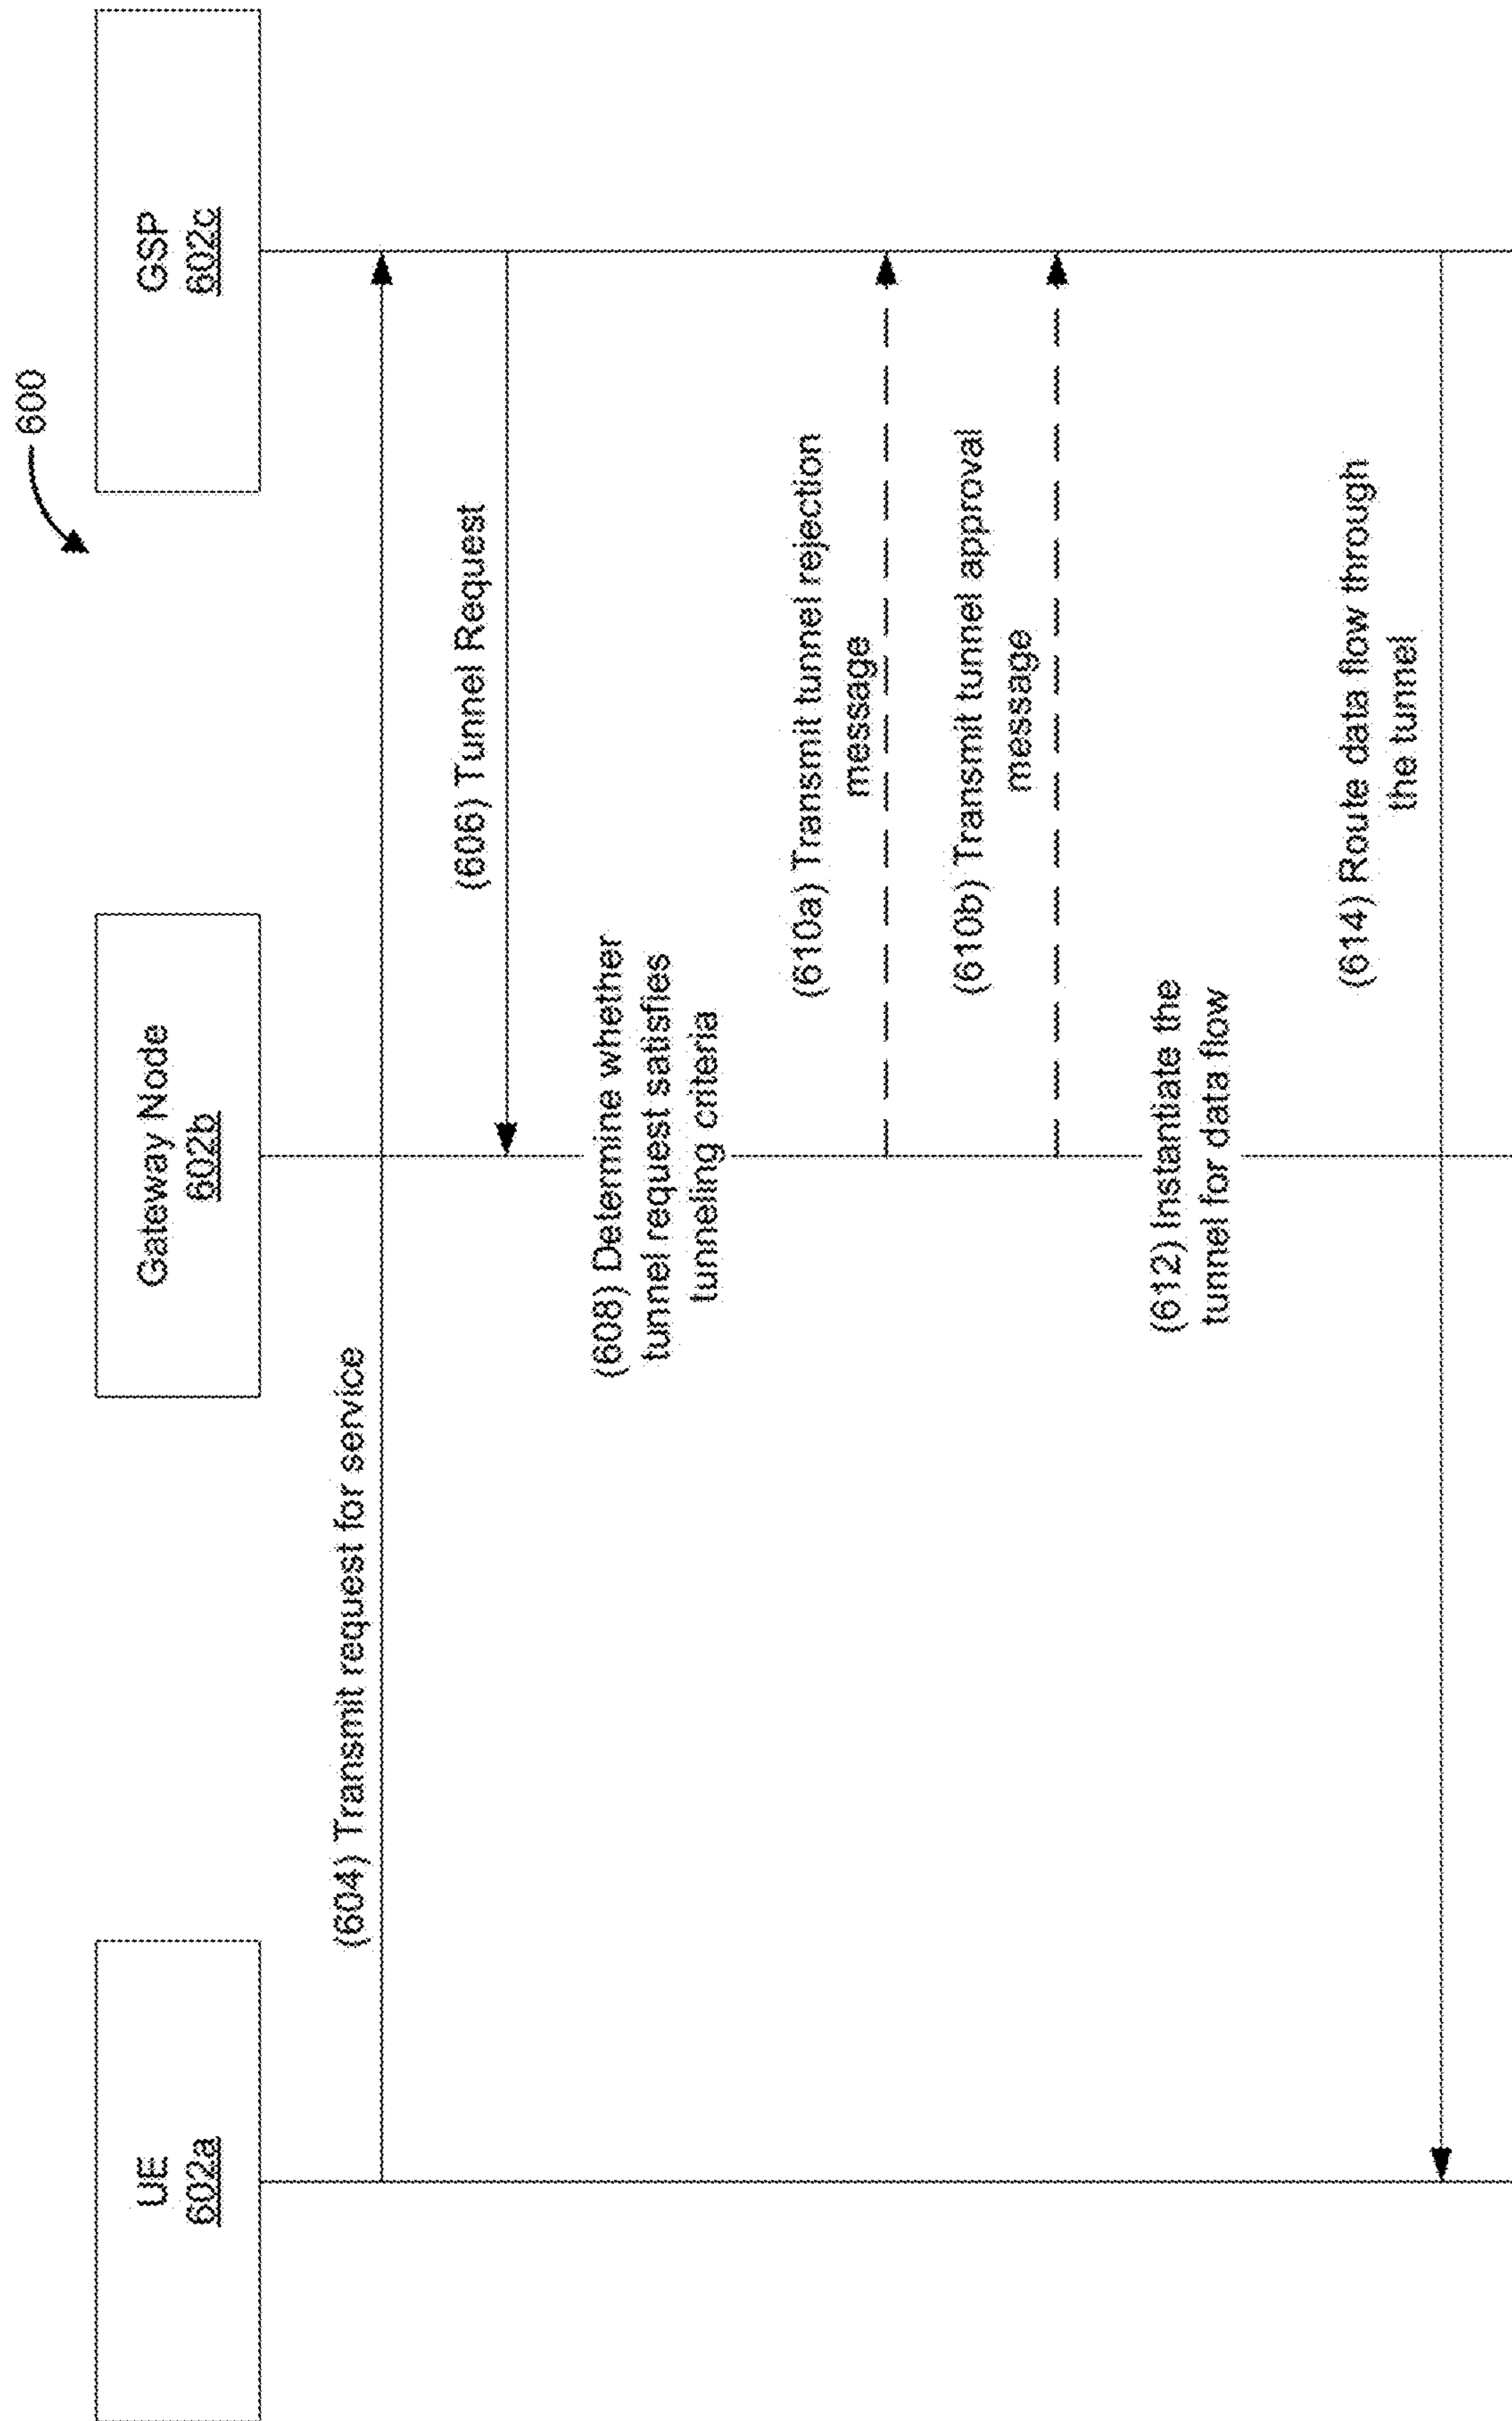 600
UE
602a
Gateway Node
602b
GSP
602c
(604) Transmit request for service
(606) Tunnel Request
(608) Determine whether
tunnel request satisfies
tunneling criteria
(610a) Transmit tunnel rejection
message
(610b) Transmit tunnel approval
message
(612) Instantiate the
tunnel for data flow
(614) Route data flow through
the tunnel